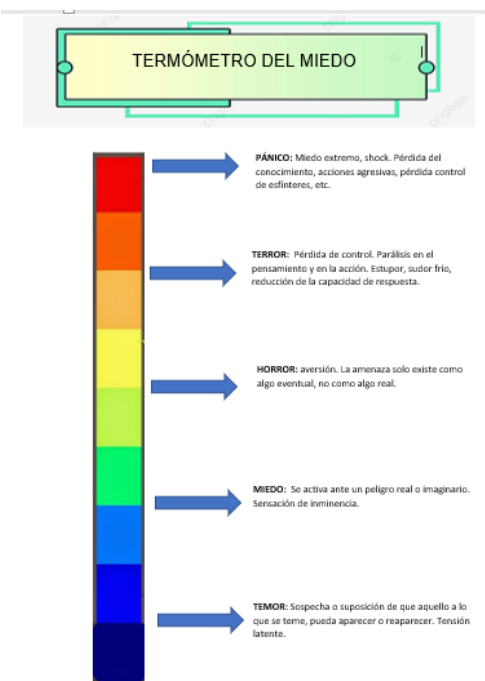 TERMÓMETRO DEL MIEDO
PÁNICO: Miedo extremo, shock. Pérdida del
conocimiento, acciones agresivas, pérdida control
de esfínteres, etc.
TERROR: Pérdida de control. Parálisis en el
pensamiento y en la acción. Estupor, sudor frío,
reducción de la capacidad de respuesta.
HORROR: aversión. La amenaza solo existe como
algo eventual, no como algo real.
MIEDO: Se activa ante un peligro real o imaginario.
Sensación de inminencia.
TEMOR: Sospecha o suposición de que aquello a lo
que se teme, pueda aparecer o reaparecer. Tensión
latente.